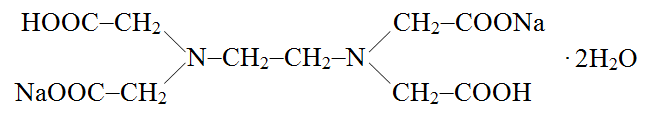 HOOC–CH₂ CH₂–COONa
N–CH₂–CH₂–N ·2H₂O
NaOOC–CH₂ CH₂–COOH